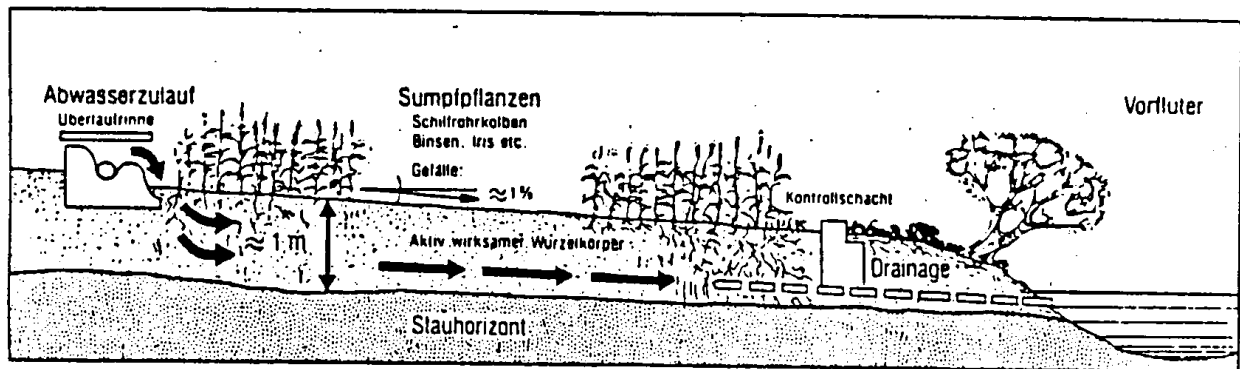 Abwasserzulauf
Überlaufrinne
Sumpfpflanzen
Schilfrohrkolben
Binsen, Iris etc.
Gefälle:
≈ 1%
Vorfluter
Kontrollschacht
≈ 1 m
Aktiv wirksamer Wurzelkörper
Drainage
Stauhorizont